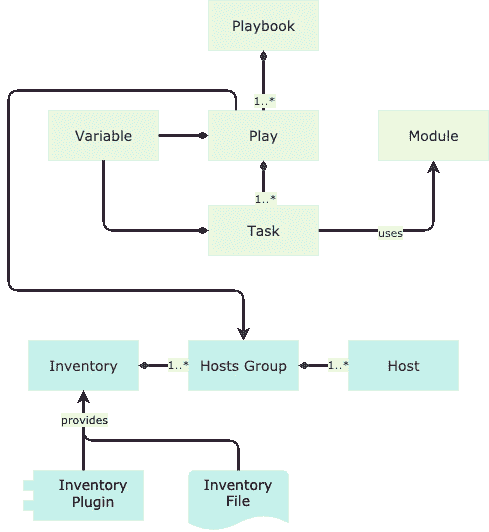 Playbook
1..*
Variable
Play
Module
1..*
Task
uses
Inventory
1..*
Hosts Group
1..*
Host
provides
Inventory
Plugin
Inventory
File